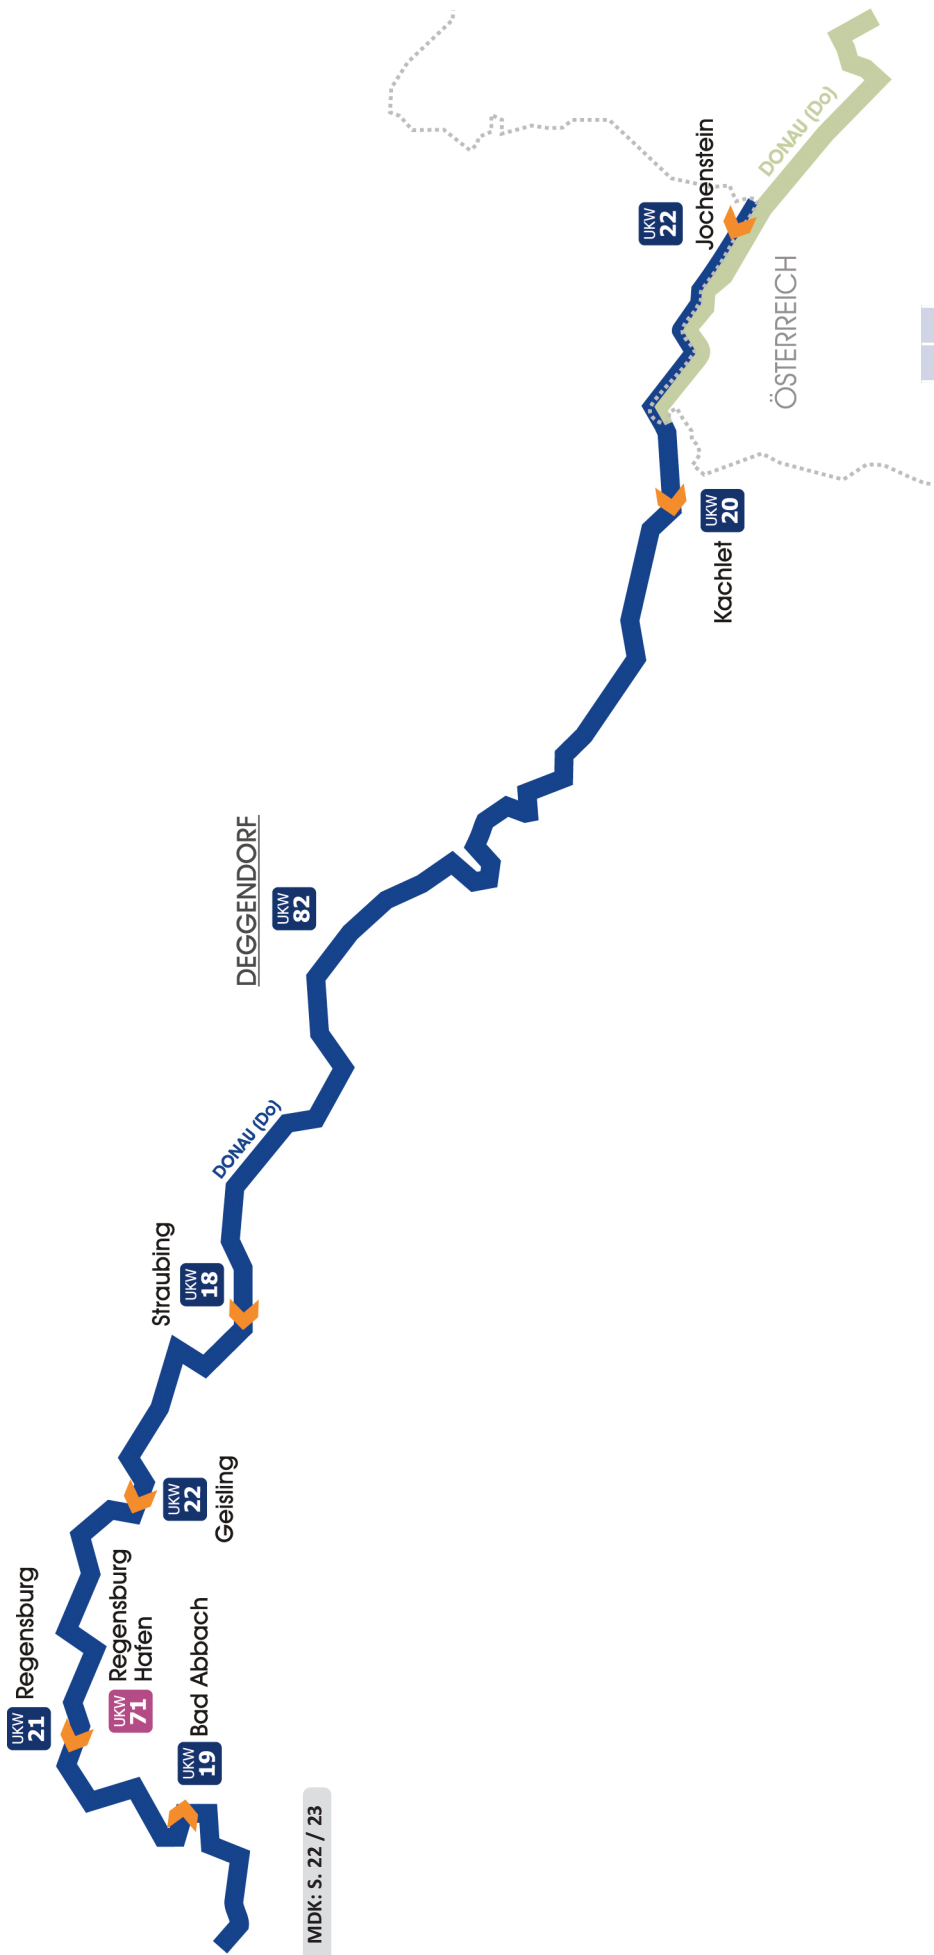 UKW
21
Regensburg
UKW
71
Regensburg
Hafen
UKW
19
Bad Abbach
MDK: S. 22 / 23
UKW
22
Geisling
Straubing
UKW
18
DONAU (Do)
DEGGENDORF
UKW
82
Kachlet
UKW
20
UKW
22
Jochenstein
DONAU (Do)
ÖSTERREICH